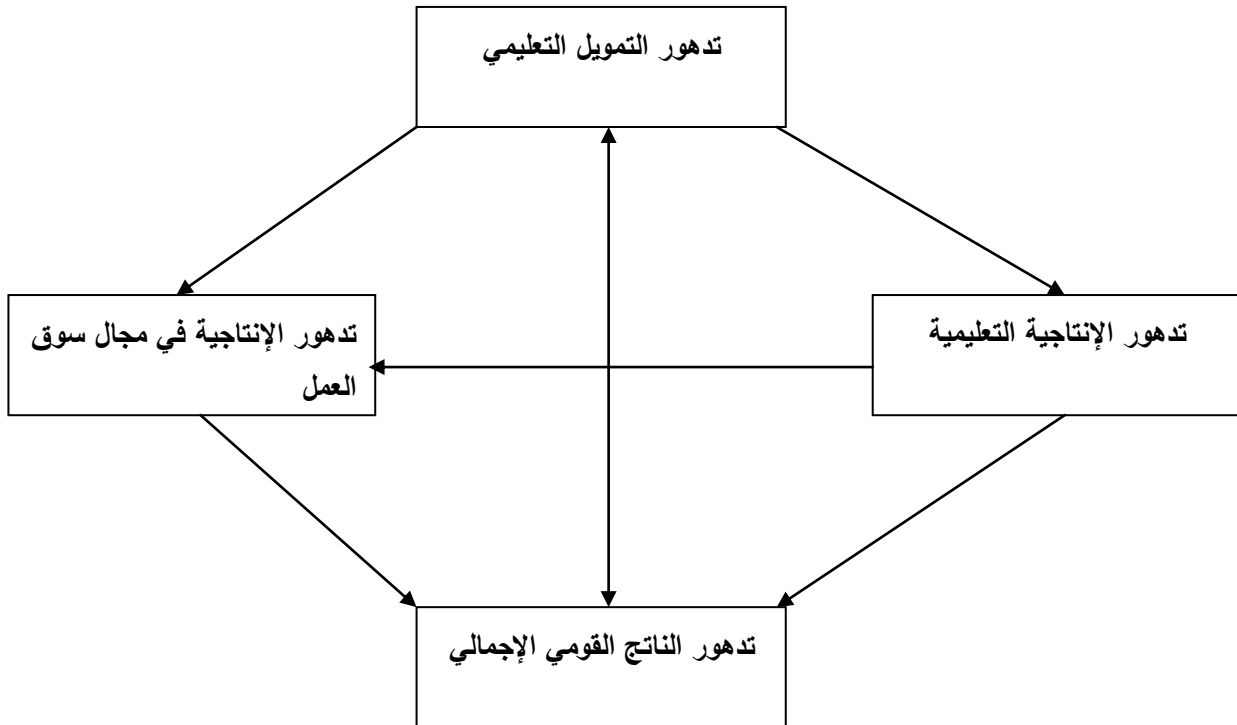 تدهور التمويل التعليمي
تدهور الإنتاجية التعليمية
تدهور الإنتاجية في مجال سوق
العمل
تدهور الناتج القومي الإجمالي